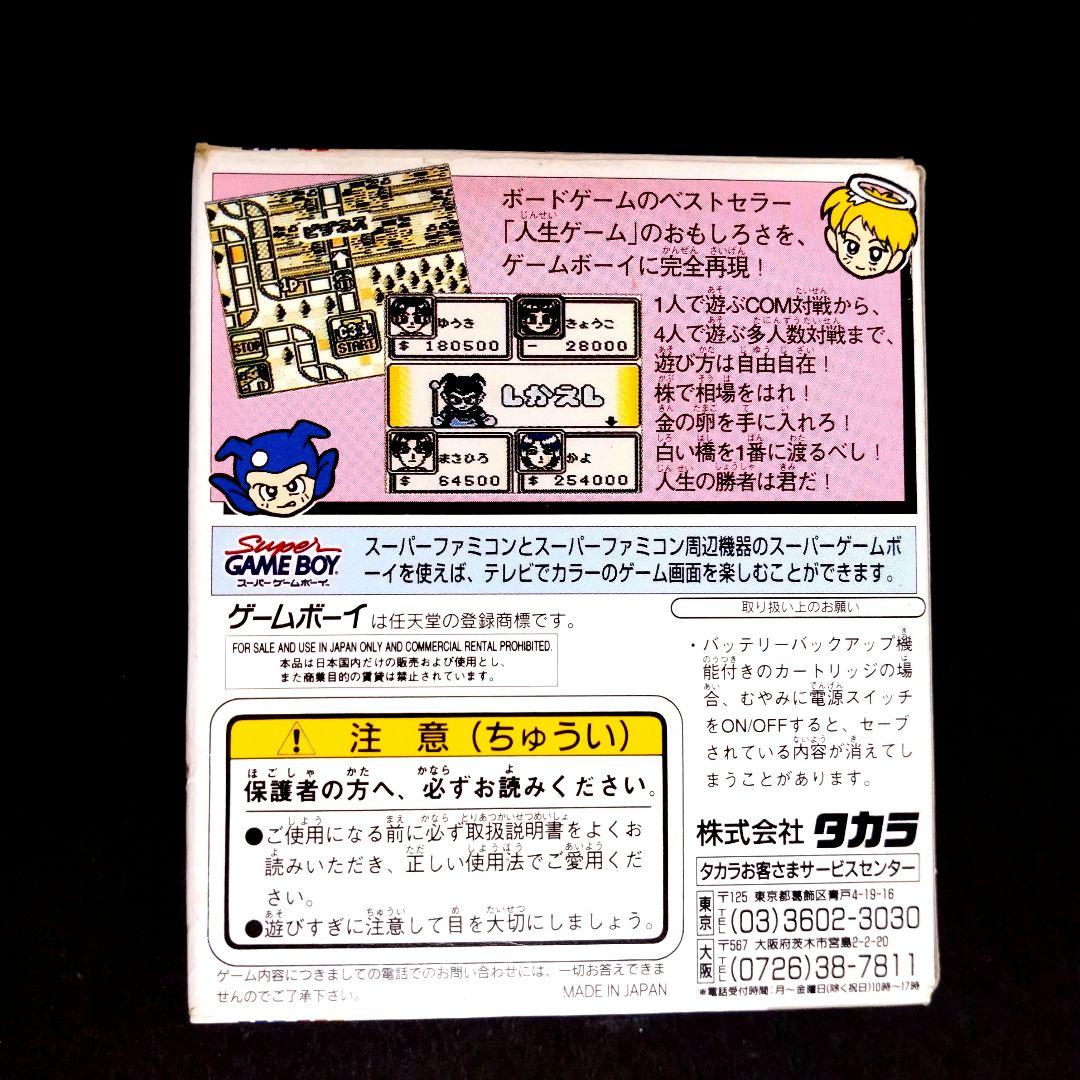 ボードゲームのベストセラー
「人生ゲーム」のおもしろさを、
ゲームボーイに完全再現！
1人で遊ぶCOM対戦から、
4人で遊ぶ多人数対戦まで、
遊び方は自由自在！
株で相場をはれ！
金の卵を手に入れろ！
白い橋を1番に渡るべし！
人生の勝者は君だ！
ビジネス
STOP
START
ゆうき
$ 180500
きょうこ
- 28000
しかえし
まさひろ
$ 64500
かよ
$ 254000
Super
GAME BOY
スーパーゲームボーイ
スーパーファミコンとスーパーファミコン周辺機器のスーパーゲームボ
ーイを使えば、テレビでカラーのゲーム画面を楽しむことができます。
ゲームボーイは任天堂の登録商標です。
FOR SALE AND USE IN JAPAN ONLY AND COMMERCIAL RENTAL PROHIBITED.
本品は日本国内だけの販売および使用とし、
また商業目的の賃貸は禁止されています。
注意（ちゅうい）
保護者の方へ、必ずお読みください。
●ご使用になる前に必ず取扱説明書をよくお
読みいただき、正しい使用法でご愛用くだ
さい。
●遊びすぎに注意して目を大切にしましょう。
ゲーム内容につきましての電話でのお問い合わせには、一切お答えできま
せんのでご了承下さい。
MADE IN JAPAN
取り扱い上のお願い
・バッテリーバックアップ機
能付きのカートリッジの場
合、むやみに電源スイッチ
をON/OFFすると、セーブ
されている内容が消えてし
まうことがあります。
株式会社 タカラ
タカラお客さまサービスセンター
東京
〒125 東京都葛飾区青戸4-19-16
TEL(03)3602-3030
大阪
〒567 大阪府茨木市宮島2-2-20
TEL(0726)38-7811
＊電話受付時間：月〜金曜日(除く祝日)10時〜17時